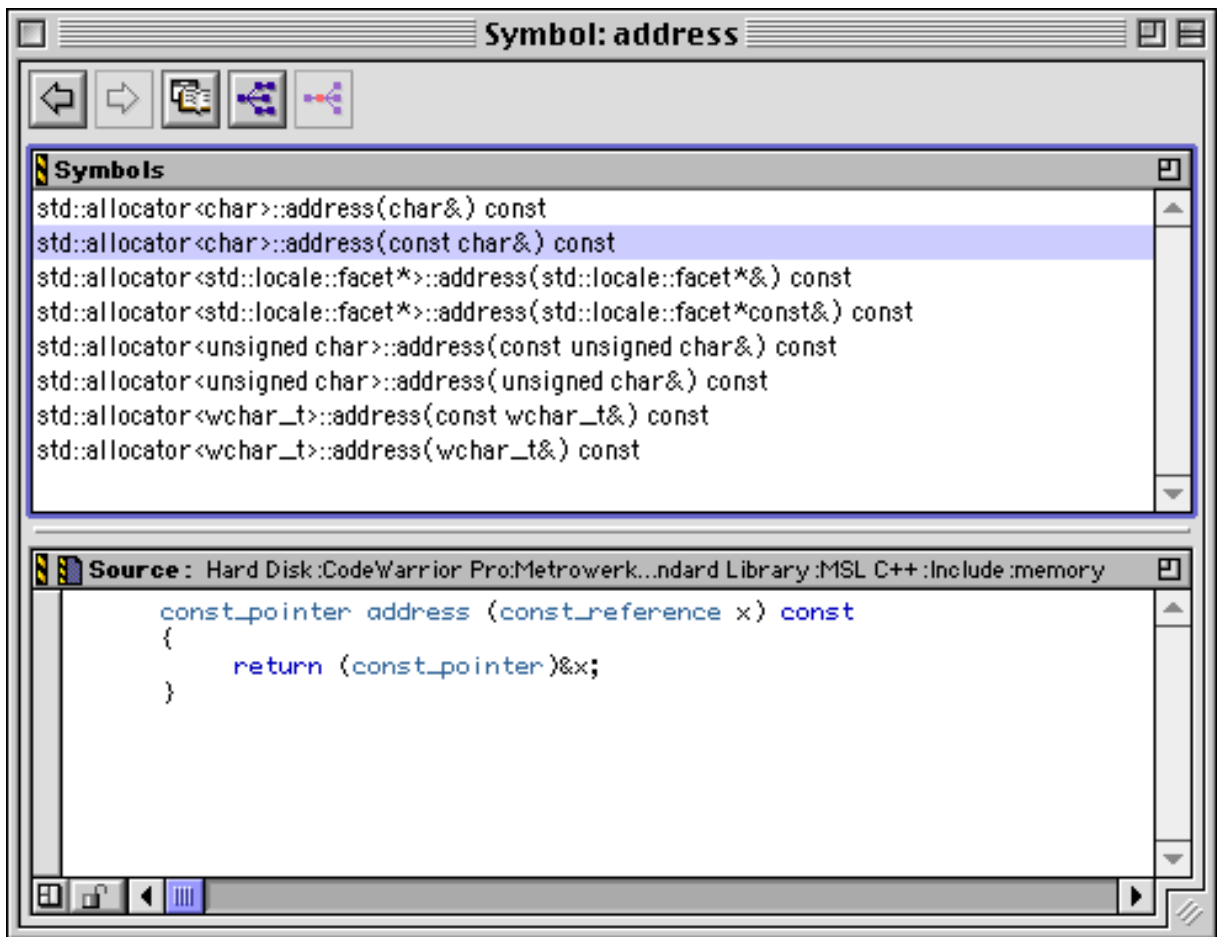 Symbol: address
Symbols
std::allocator<char>::address(char&) const
std::allocator<char>::address(const char&) const
std::allocator<std::locale::facet*>::address(std::locale::facet*&) const
std::allocator<std::locale::facet*>::address(std::locale::facet*const&) const
std::allocator<unsigned char>::address(const unsigned char&) const
std::allocator<unsigned char>::address(unsigned char&) const
std::allocator<wchar_t>::address(const wchar_t&) const
std::allocator<wchar_t>::address(wchar_t&) const
Source: Hard Disk:CodeWarrior Pro:Metrowerk...ndard Library:MSL C++:Include:memory
const_pointer address (const_reference x) const
{
return (const_pointer)&x;
}